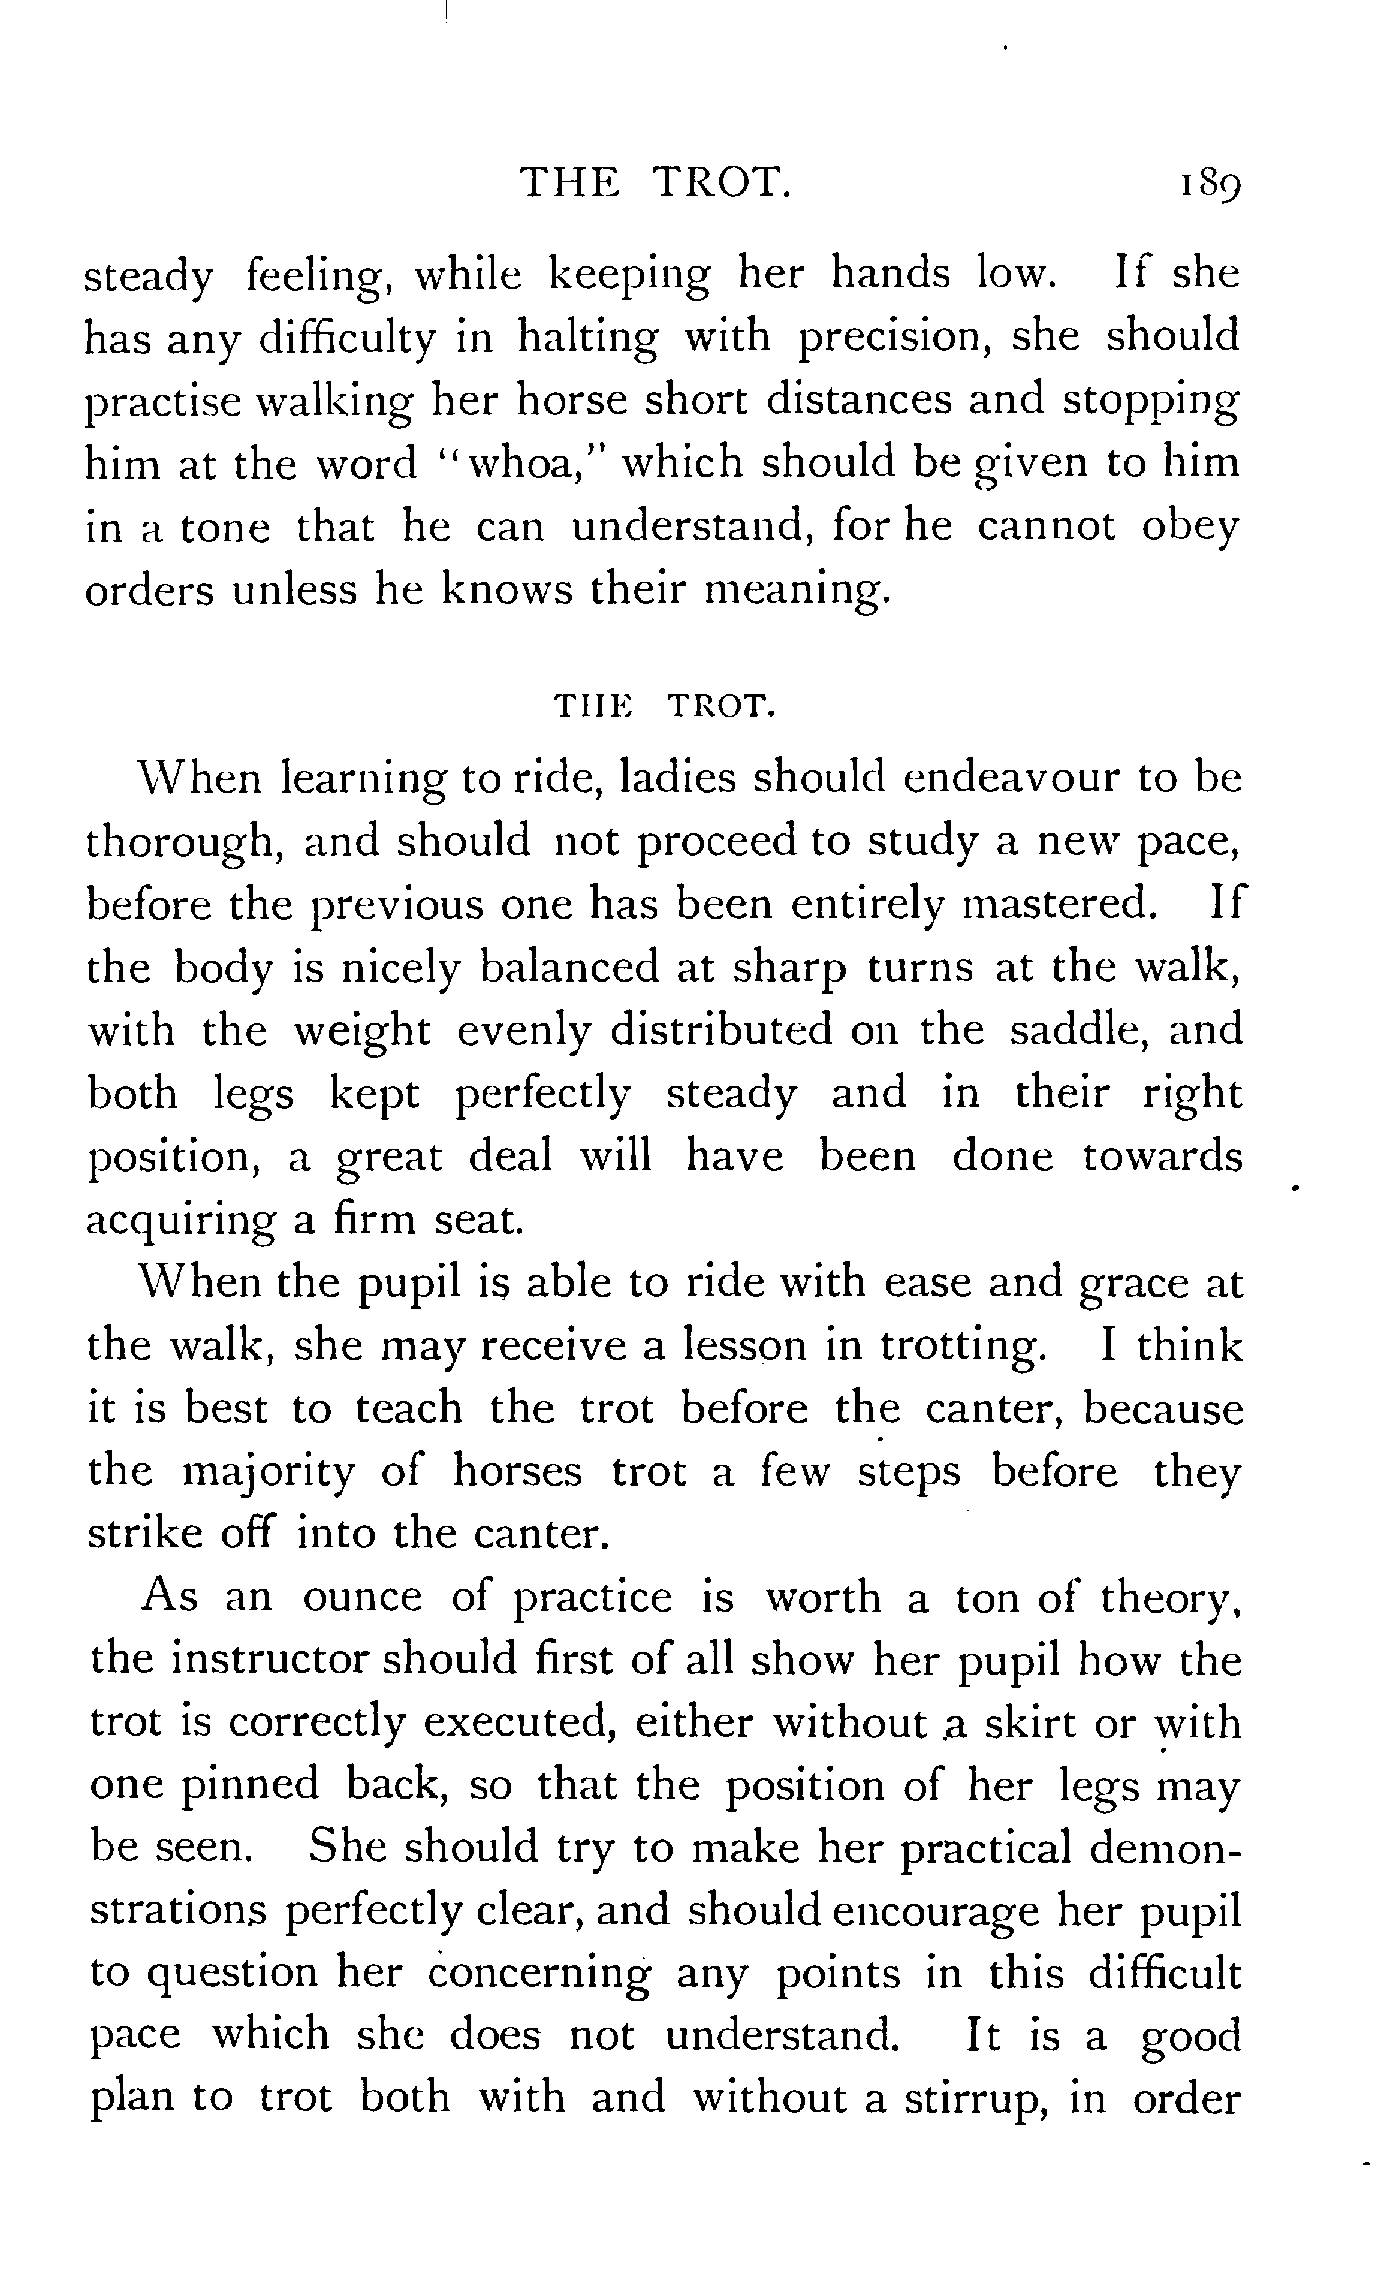 THE TROT. 189
steady feeling, while keeping her hands low. If she
has any difficulty in halting with precision, she should
practise walking her horse short distances and stopping
him at the word "whoa," which should be given to him
in a tone that he can understand, for he cannot obey
orders unless he knows their meaning.
THE TROT.
When learning to ride, ladies should endeavour to be
thorough, and should not proceed to study a new pace,
before the previous one has been entirely mastered. If
the body is nicely balanced at sharp turns at the walk,
with the weight evenly distributed on the saddle, and
both legs kept perfectly steady and in their right
position, a great deal will have been done towards
acquiring a firm seat.
When the pupil is able to ride with ease and grace at
the walk, she may receive a lesson in trotting. I think
it is best to teach the trot before the canter, because
the majority of horses trot a few steps before they
strike off into the canter.
As an ounce of practice is worth a ton of theory,
the instructor should first of all show her pupil how the
trot is correctly executed, either without a skirt or with
one pinned back, so that the position of her legs may
be seen. She should try to make her practical demon-
strations perfectly clear, and should encourage her pupil
to question her concerning any points in this difficult
pace which she does not understand. It is a good
plan to trot both with and without a stirrup, in order